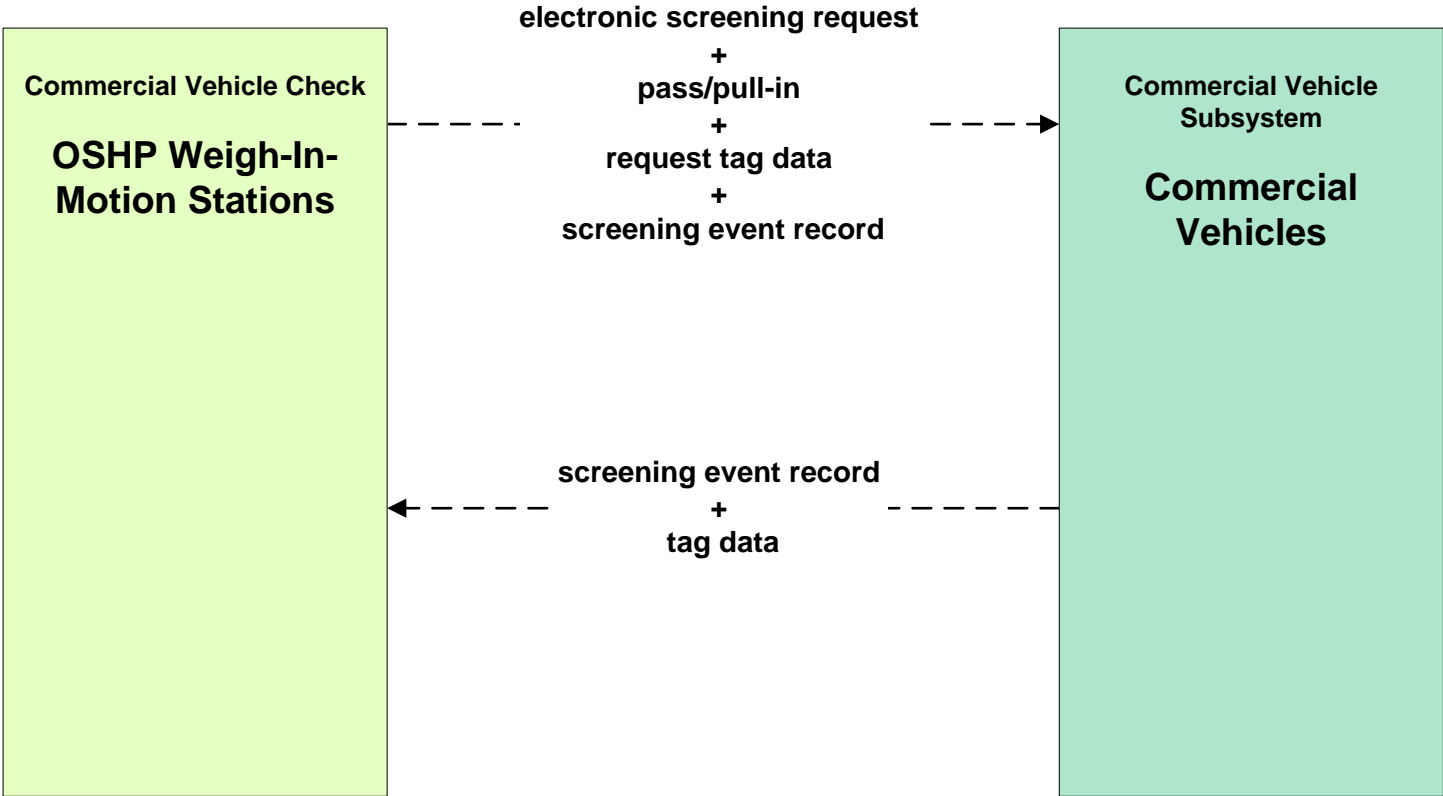 Commercial Vehicle Check
OSHP Weigh-In-
Motion Stations
electronic screening request
+
pass/pull-in
+
request tag data
+
screening event record
Commercial Vehicle
Subsystem
Commercial
Vehicles
screening event record
+
tag data